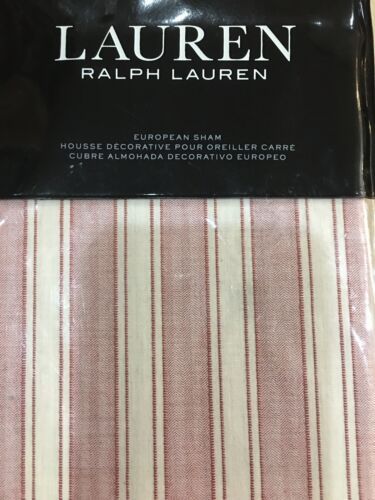 LAUREN
RALPH LAUREN
EUROPEAN SHAM
HOUSSE DÉCORATIVE POUR OREILLER CARRÉ
CUBRE ALMOHADA DECORATIVO EUROPEO